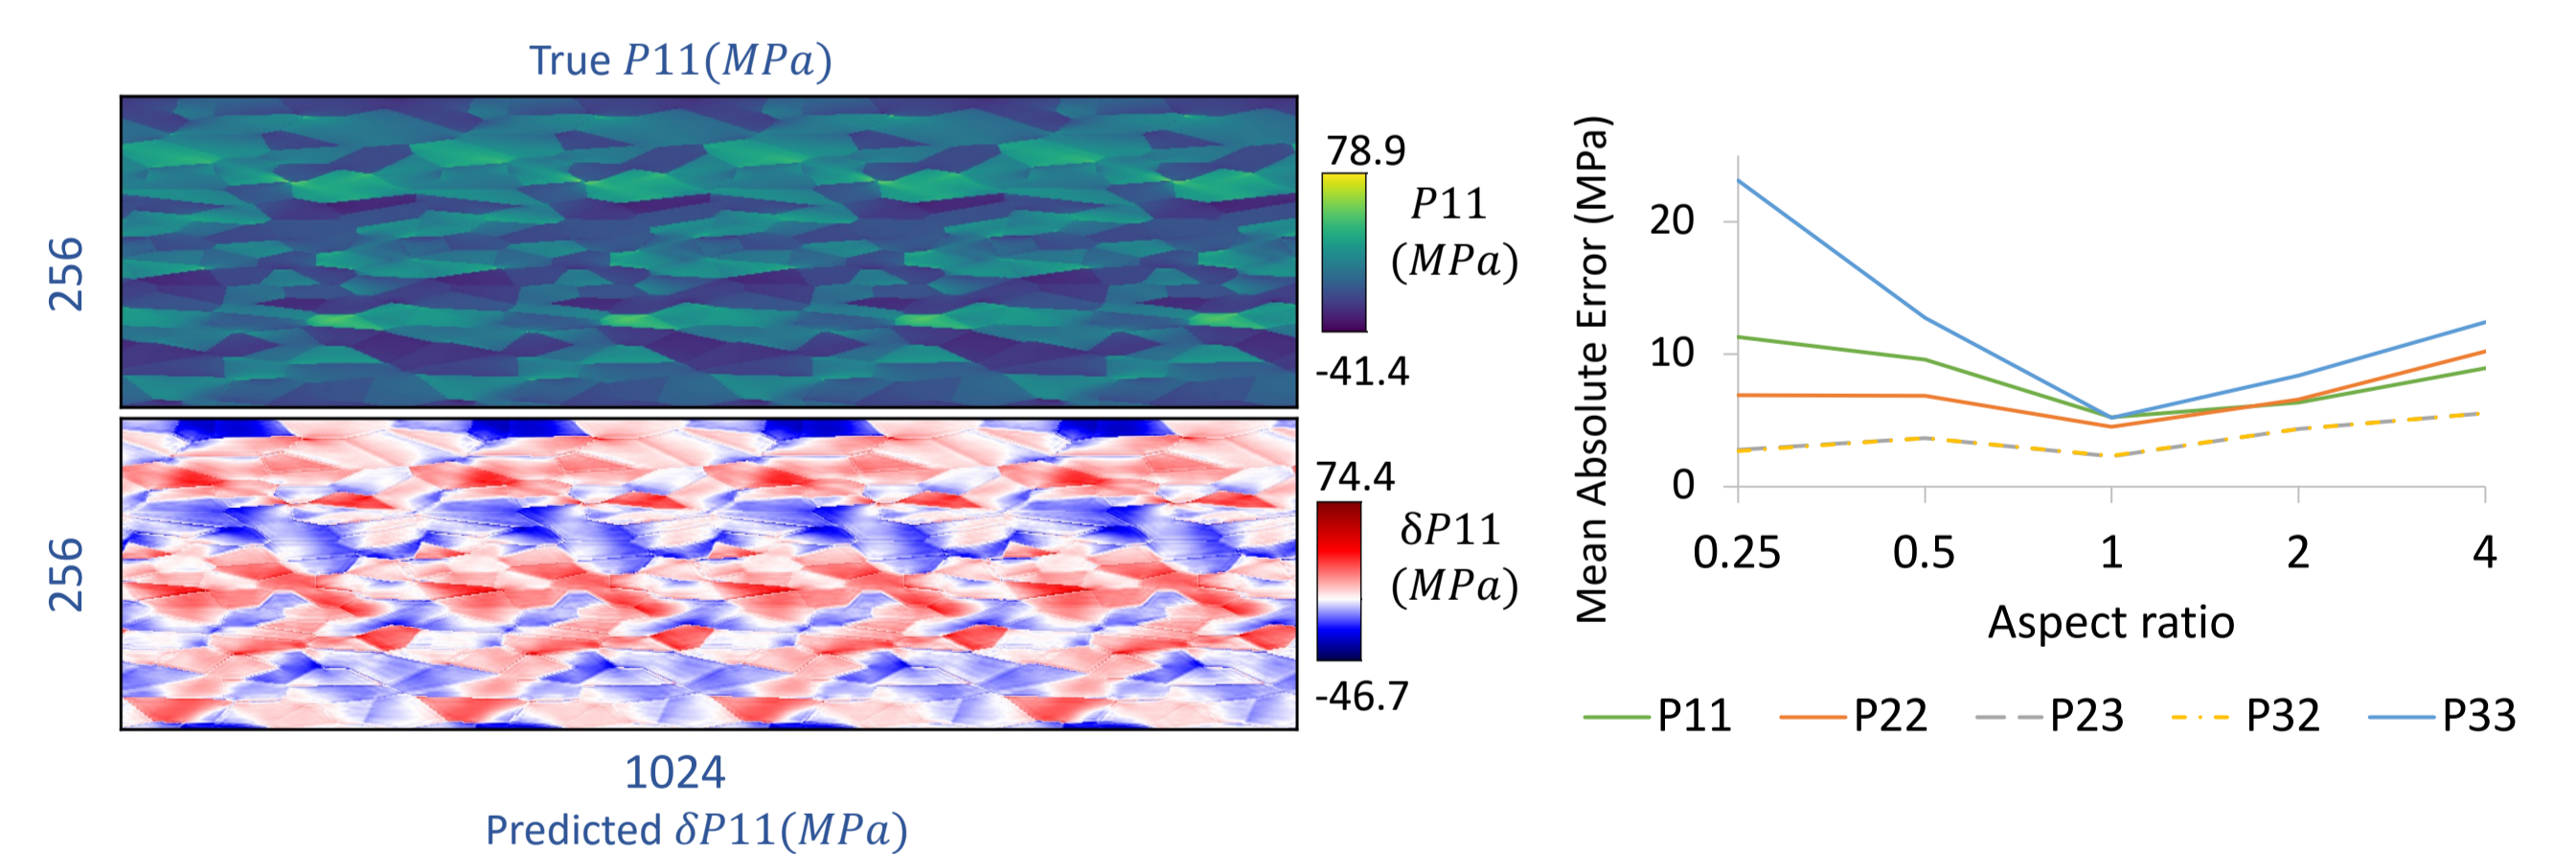 True P11(MPa)
256
78.9
P11
(MPa)
-41.4
256
74.4
δP11
(MPa)
-46.7
1024
Predicted δP11(MPa)
Mean Absolute Error (MPa)
20
10
0
0.25 0.5 1 2 4
Aspect ratio
P11 P22 P23 P32 P33